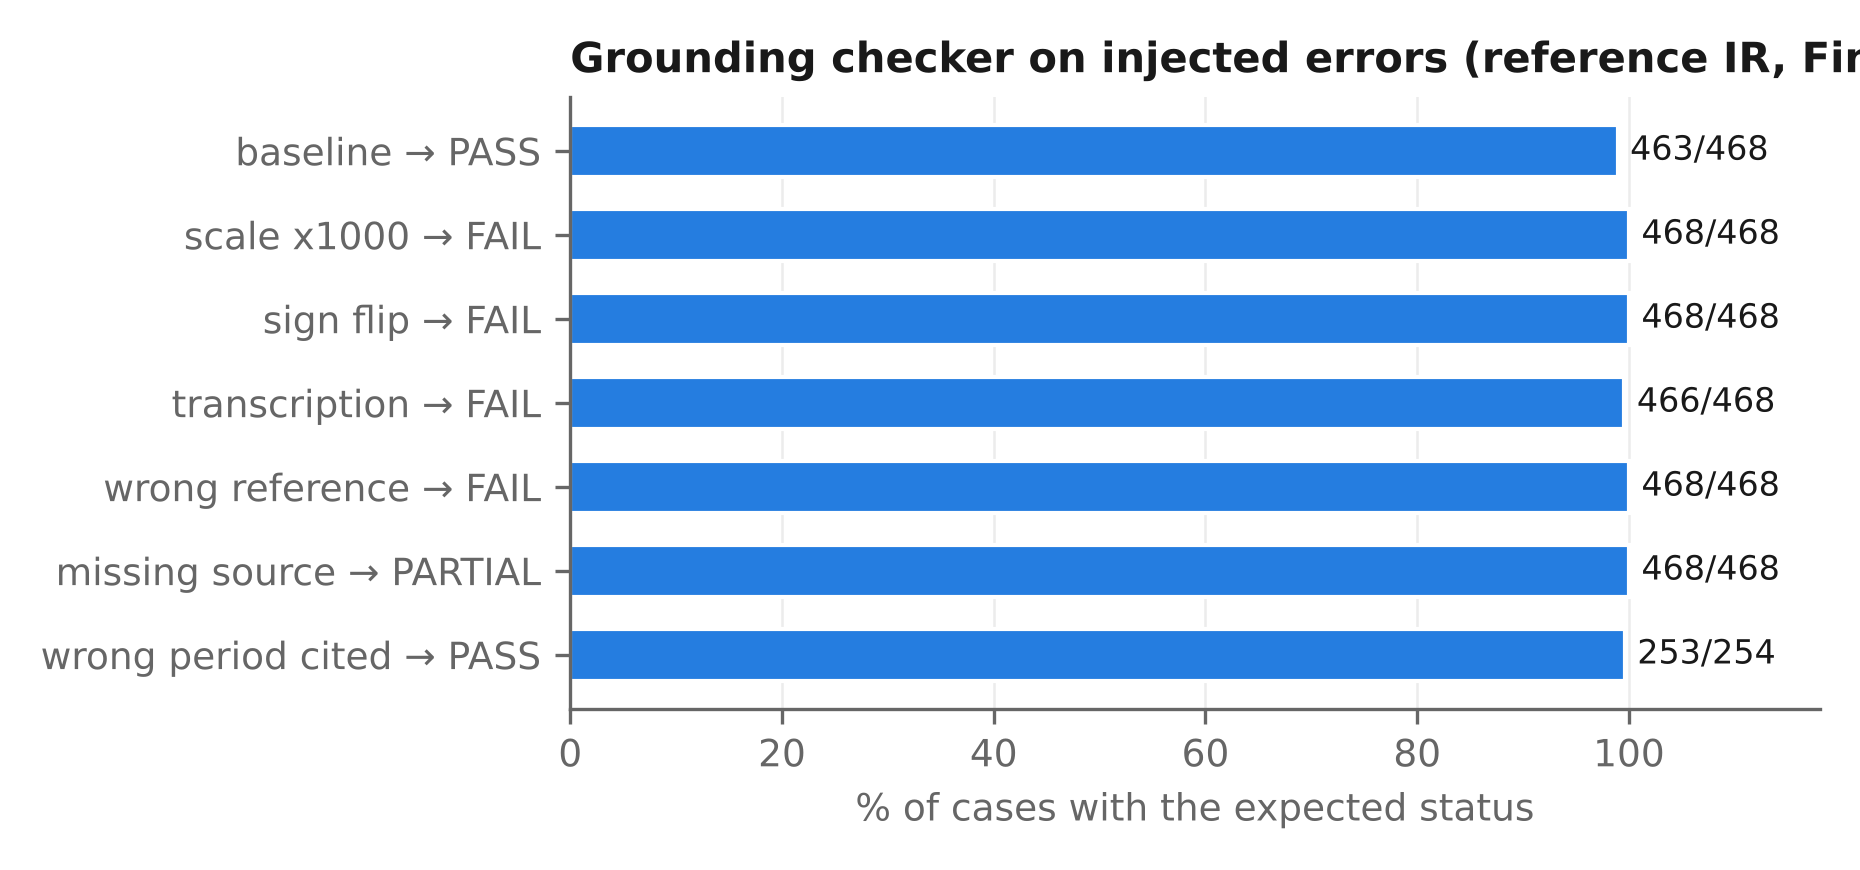 Grounding checker on injected errors (reference IR,
baseline → PASS 463/468
scale x1000 → FAIL 468/468
sign flip → FAIL 468/468
transcription → FAIL 466/468
wrong reference → FAIL 468/468
missing source → PARTIAL 468/468
wrong period cited → PASS 253/254
0 20 40 60 80 100
% of cases with the expected status